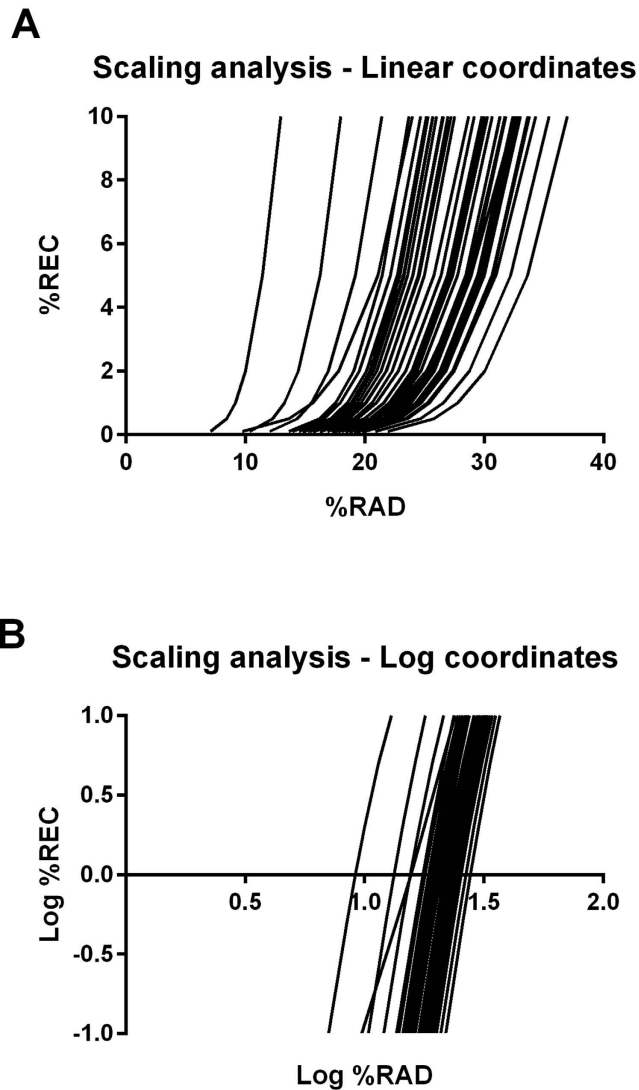 A
Scaling analysis - Linear coordinates
10
8
6
4
2
0
%REC
0 10 20 30 40
%RAD
B
Scaling analysis - Log coordinates
1.0
0.5
0.0
-0.5
-1.0
Log %REC
0.5 1.0 1.5 2.0
Log %RAD